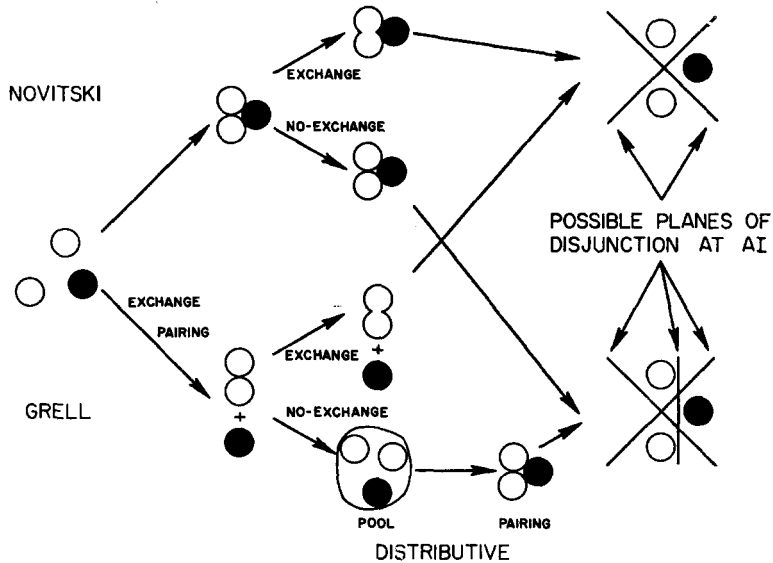 EXCHANGE
NOVITSKI
NO-EXCHANGE
POSSIBLE PLANES OF
DISJUNCTION AT AI
EXCHANGE
PAIRING
+
EXCHANGE
+
GRELL
NO-EXCHANGE
POOL
PAIRING
DISTRIBUTIVE